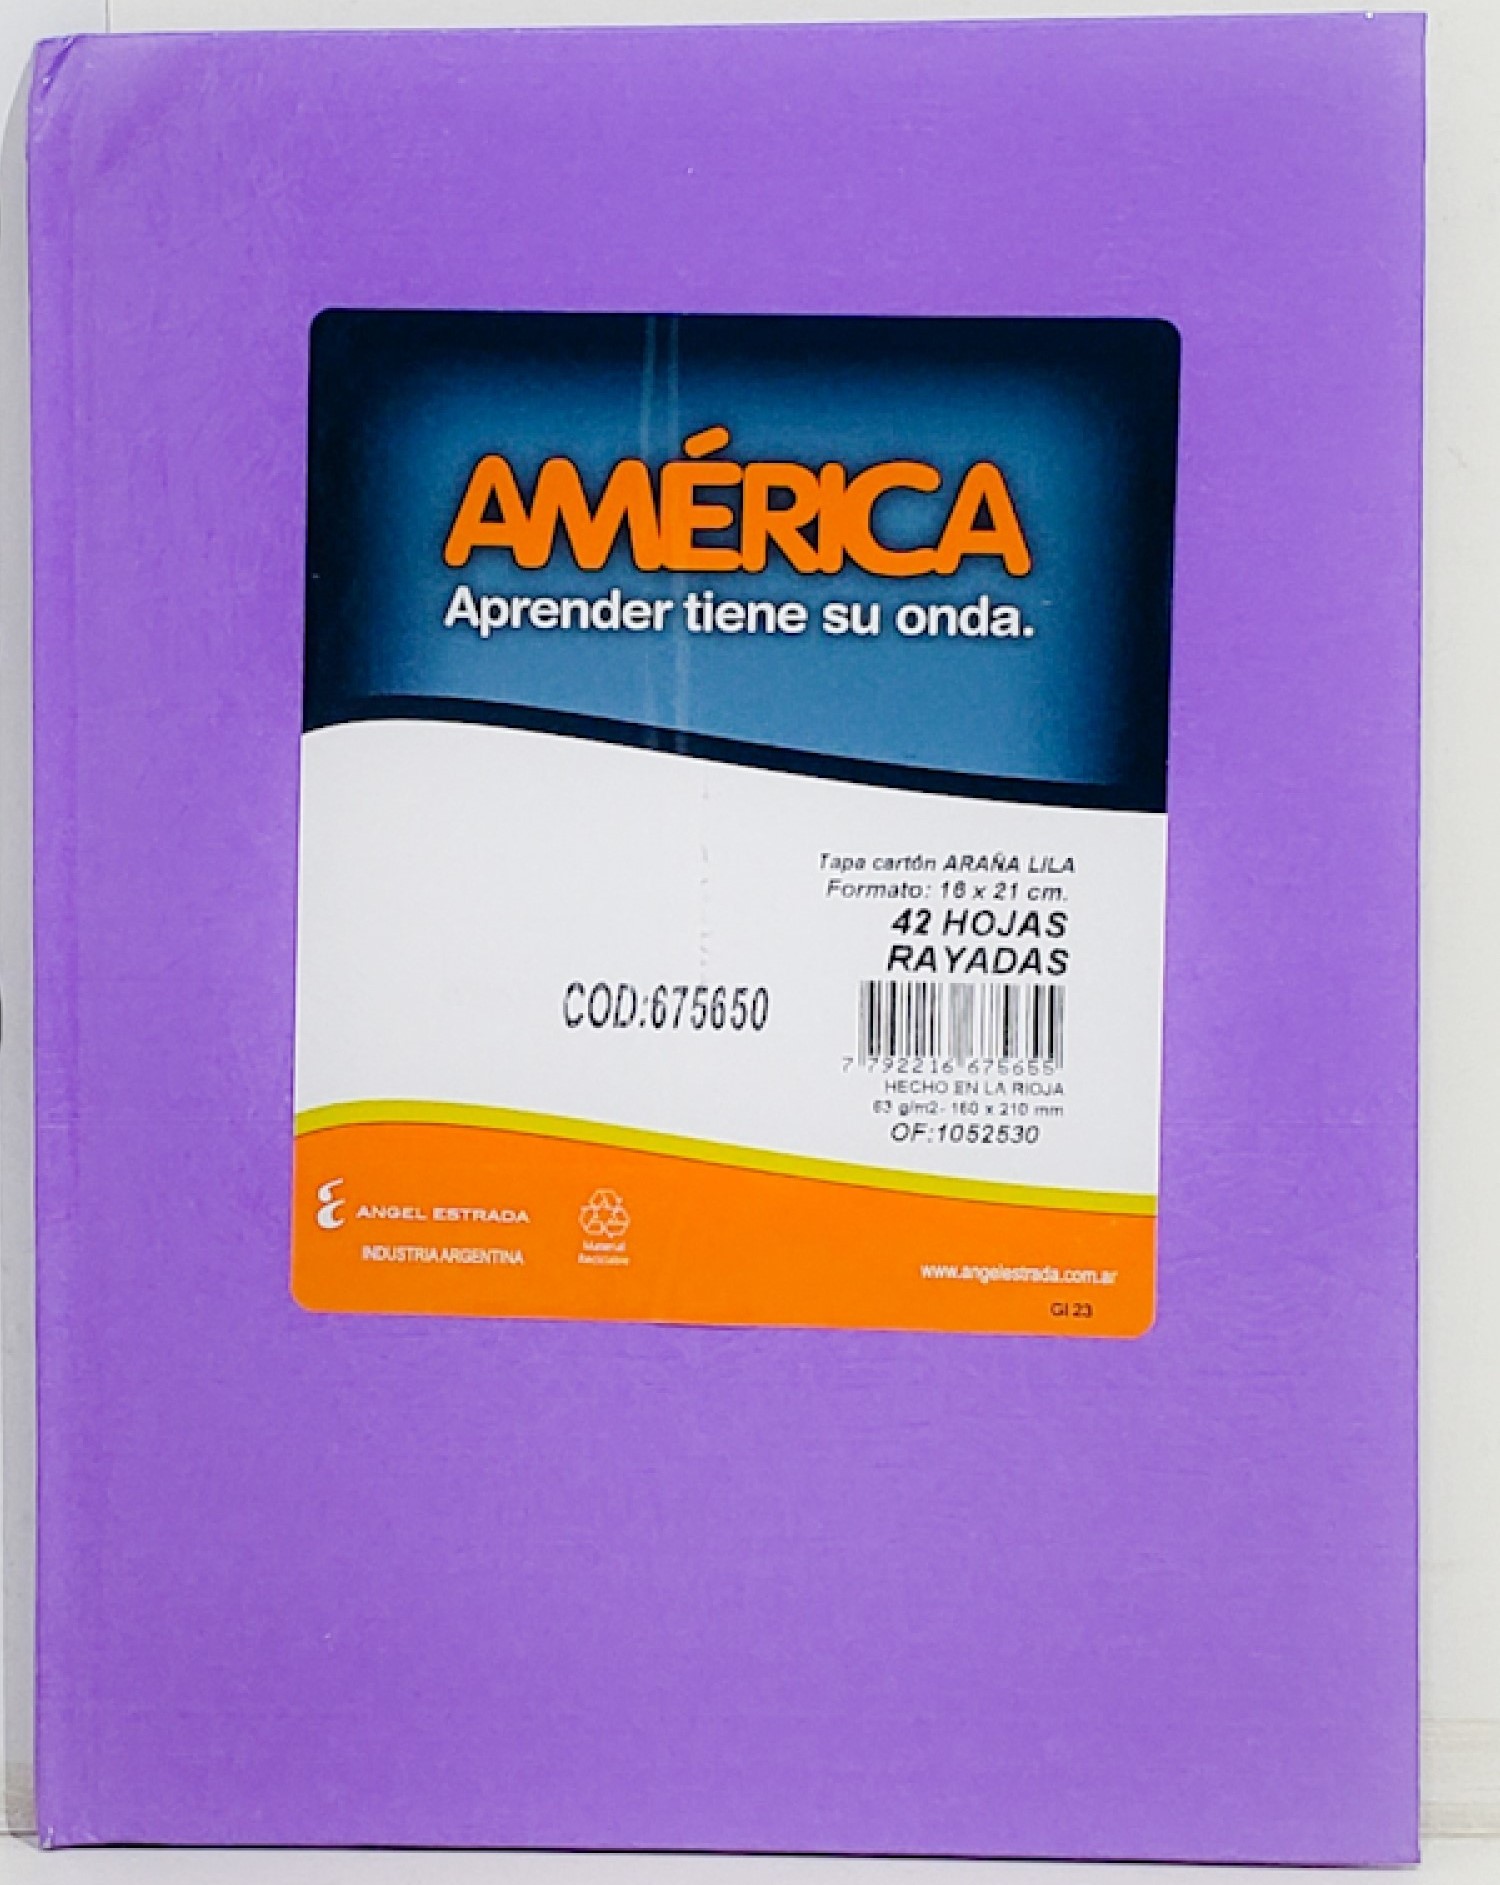 AMÉRICA
Aprender tiene su onda.
Tapa cartón ARAÑA LILA
Formato: 16 x 21 cm.
42 HOJAS
RAYADAS
COD:675650
7 792216 675655
HECHO EN LA RIOJA
63 g/m2- 160 x 210 mm
OF:1052530
ANGEL ESTRADA
INDUSTRIA ARGENTINA
Material
Reciclable
www.angelestrada.com.ar
GI 23